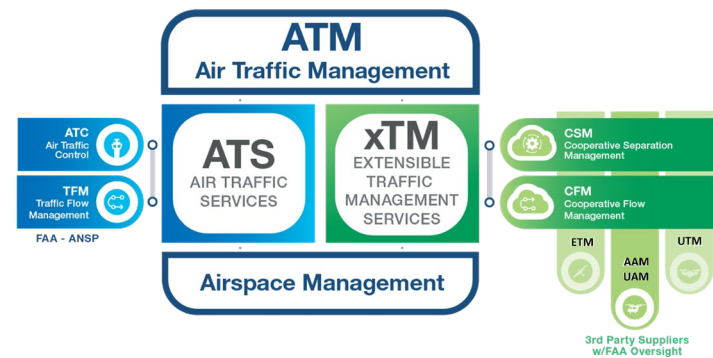 ATM
Air Traffic Management
ATC
Air Traffic
Control
TFM
Traffic Flow
Management
FAA - ANSP
ATS
AIR TRAFFIC
SERVICES
xTM
EXTENSIBLE
TRAFFIC
MANAGEMENT
SERVICES
CSM
Cooperative Separation
Management
CFM
Cooperative Flow
Management
ETM
AAM
UAM
UTM
Airspace Management
3rd Party Suppliers
w/FAA Oversight